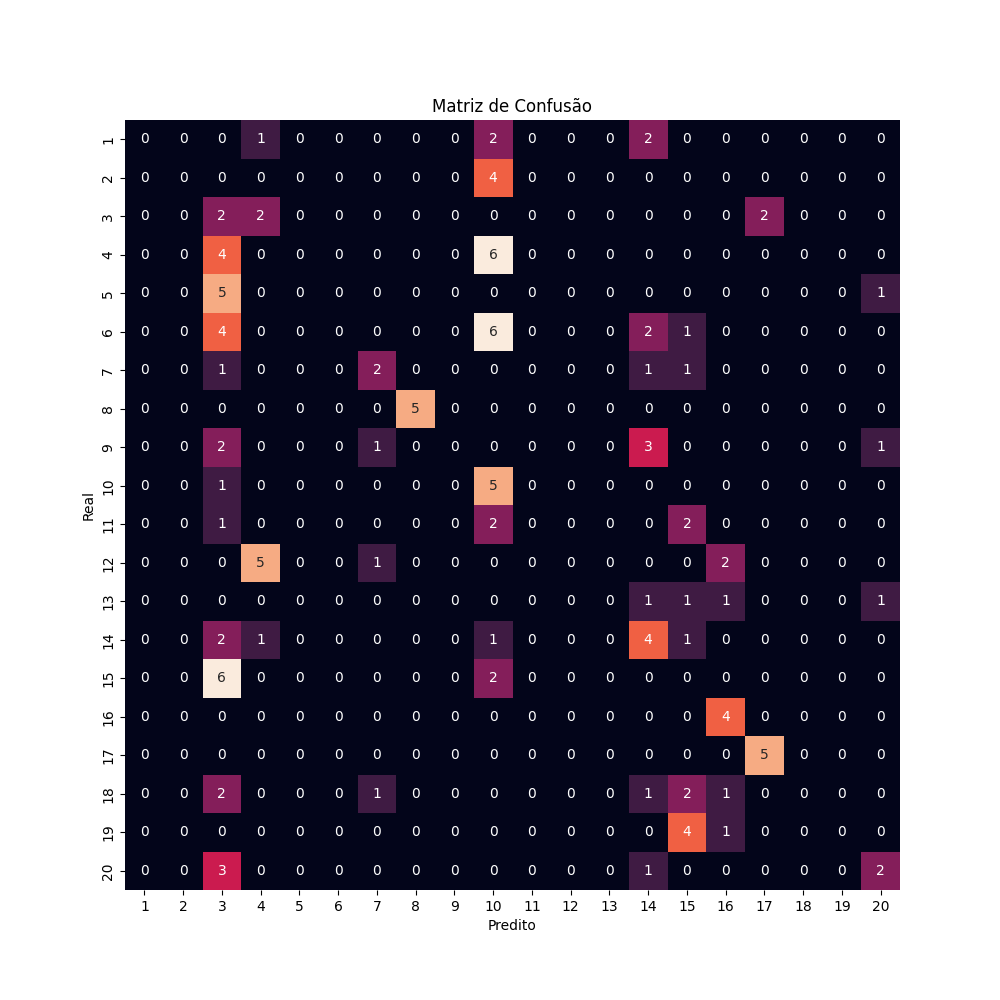 Matriz de Confusão
1 0 0 0 1 0 0 0 0 0 2 0 0 0 2 0 0 0 0 0 0
2 0 0 0 0 0 0 0 0 0 4 0 0 0 0 0 0 0 0 0 0
3 0 0 2 2 0 0 0 0 0 0 0 0 0 0 0 0 2 0 0 0
4 0 0 4 0 0 0 0 0 0 6 0 0 0 0 0 0 0 0 0 0
5 0 0 5 0 0 0 0 0 0 0 0 0 0 0 0 0 0 0 0 1
6 0 0 4 0 0 0 0 0 0 6 0 0 0 2 1 0 0 0 0 0
7 0 0 1 0 0 0 2 0 0 0 0 0 0 1 1 0 0 0 0 0
8 0 0 0 0 0 0 0 5 0 0 0 0 0 0 0 0 0 0 0 0
9 0 0 2 0 0 0 1 0 0 0 0 0 0 3 0 0 0 0 0 1
10 0 0 1 0 0 0 0 0 0 5 0 0 0 0 0 0 0 0 0 0
Real
11 0 0 1 0 0 0 0 0 0 2 0 0 0 0 2 0 0 0 0 0
12 0 0 0 5 0 0 1 0 0 0 0 0 0 0 0 2 0 0 0 0
13 0 0 0 0 0 0 0 0 0 0 0 0 0 1 1 1 0 0 0 1
14 0 0 2 1 0 0 0 0 0 1 0 0 0 4 1 0 0 0 0 0
15 0 0 6 0 0 0 0 0 0 2 0 0 0 0 0 0 0 0 0 0
16 0 0 0 0 0 0 0 0 0 0 0 0 0 0 0 4 0 0 0 0
17 0 0 0 0 0 0 0 0 0 0 0 0 0 0 0 0 5 0 0 0
18 0 0 2 0 0 0 1 0 0 0 0 0 0 1 2 1 0 0 0 0
19 0 0 0 0 0 0 0 0 0 0 0 0 0 0 4 1 0 0 0 0
20 0 0 3 0 0 0 0 0 0 0 0 0 0 1 0 0 0 0 0 2
1 2 3 4 5 6 7 8 9 10 11 12 13 14 15 16 17 18 19 20
Predito